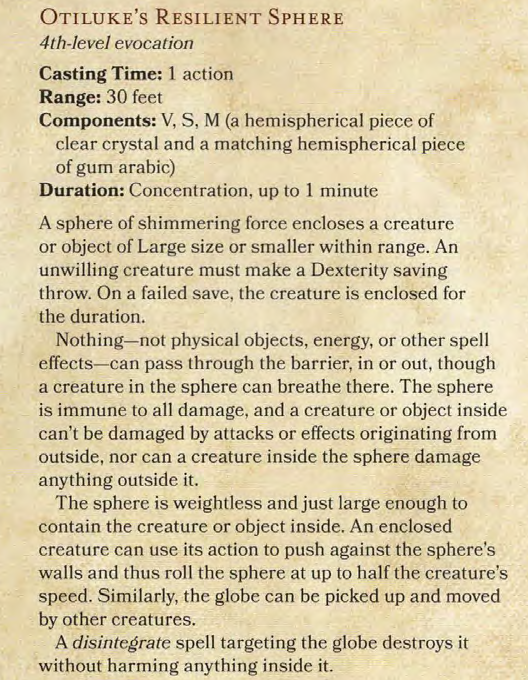 OTILUKE'S RESILIENT SPHERE
4th-level evocation
Casting Time: 1 action
Range: 30 feet
Components: V, S, M (a hemispherical piece of
clear crystal and a matching hemispherical piece
of gum arabic)
Duration: Concentration, up to 1 minute
A sphere of shimmering force encloses a creature
or object of Large size or smaller within range. An
unwilling creature must make a Dexterity saving
throw. On a failed save, the creature is enclosed for
the duration.
Nothing—not physical objects, energy, or other spell
effects—can pass through the barrier, in or out, though
a creature in the sphere can breathe there. The sphere
is immune to all damage, and a creature or object inside
can't be damaged by attacks or effects originating from
outside, nor can a creature inside the sphere damage
anything outside it.
The sphere is weightless and just large enough to
contain the creature or object inside. An enclosed
creature can use its action to push against the sphere's
walls and thus roll the sphere at up to half the creature's
speed. Similarly, the globe can be picked up and moved
by other creatures.
A disintegrate spell targeting the globe destroys it
without harming anything inside it.